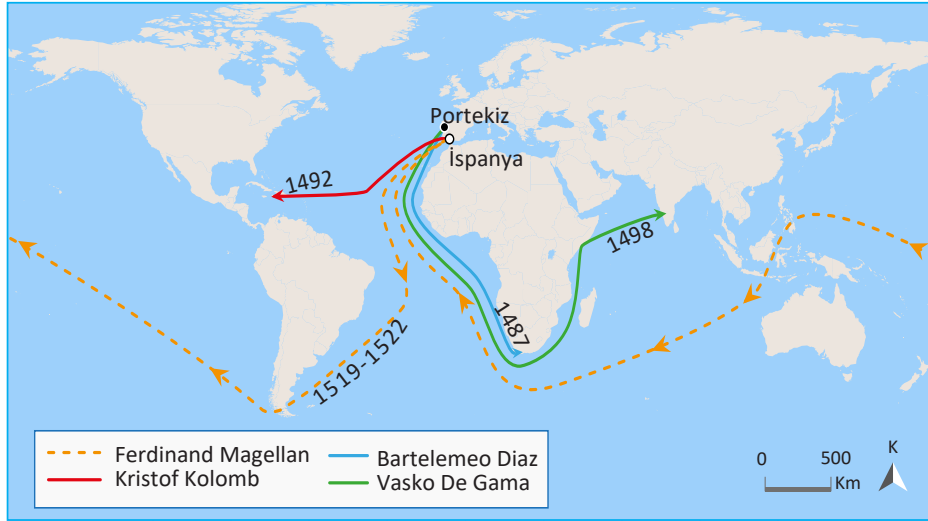 Portekiz
İspanya
1492
1498
1487
1519-1522
Ferdinand Magellan
Kristof Kolomb
Bartelemeo Diaz
Vasko De Gama
0 500
Km
K